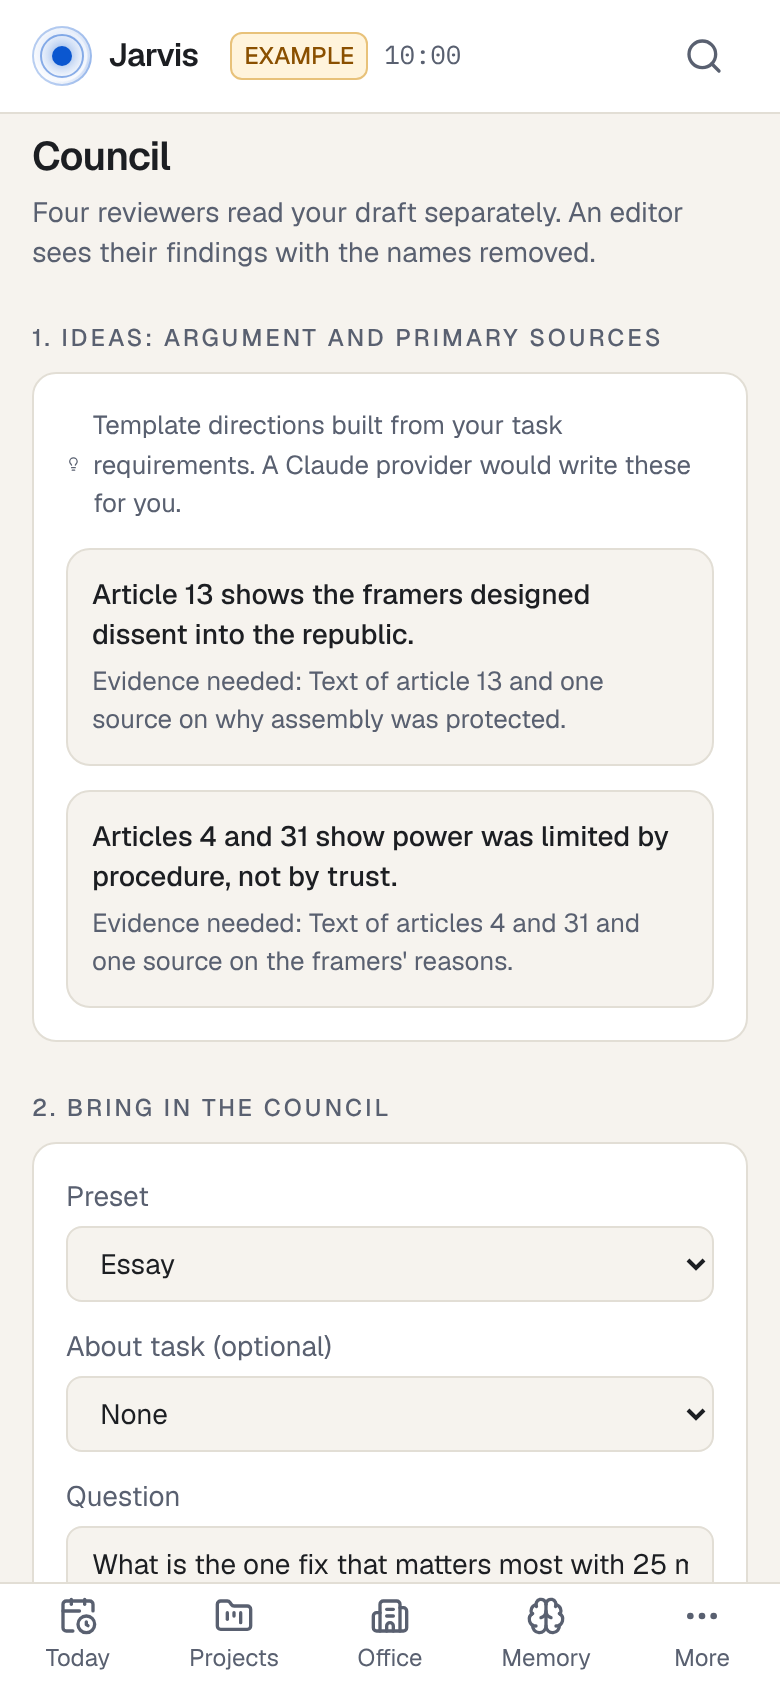 Jarvis EXAMPLE 10:00
Council
Four reviewers read your draft separately. An editor
sees their findings with the names removed.
1. IDEAS: ARGUMENT AND PRIMARY SOURCES
Template directions built from your task
requirements. A Claude provider would write these
for you.
Article 13 shows the framers designed
dissent into the republic.
Evidence needed: Text of article 13 and one
source on why assembly was protected.
Articles 4 and 31 show power was limited by
procedure, not by trust.
Evidence needed: Text of articles 4 and 31 and
one source on the framers' reasons.
2. BRING IN THE COUNCIL
Preset
Essay
About task (optional)
None
Question
What is the one fix that matters most with 25 n
Today Projects Office Memory More